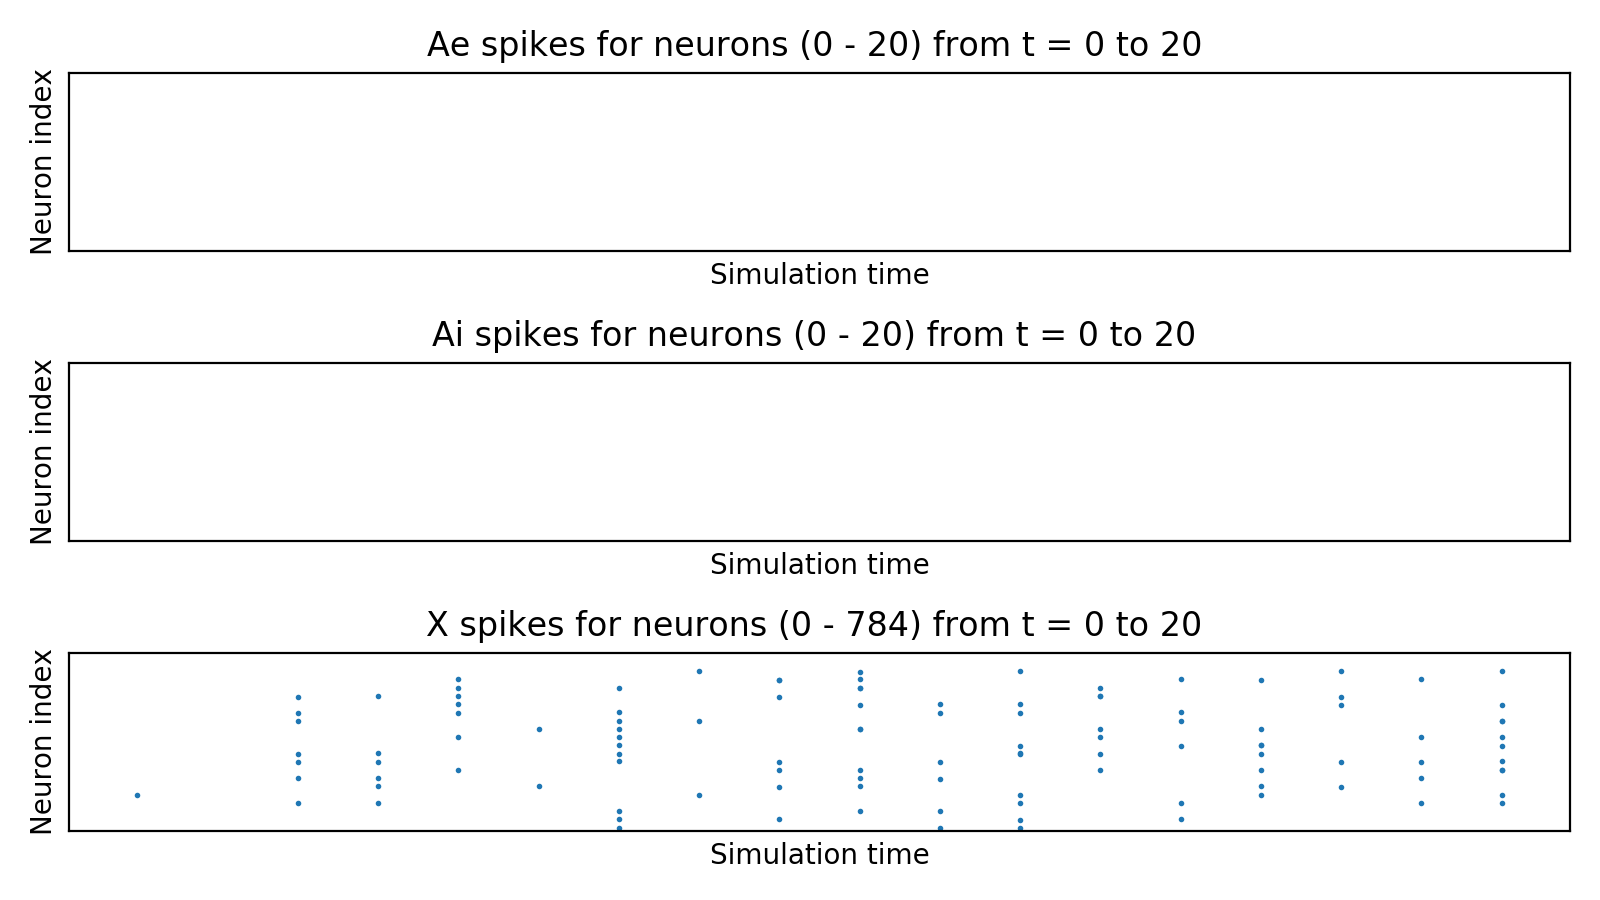 Ae spikes for neurons (0 - 20) from t = 0 to 20
Neuron index
Simulation time
Ai spikes for neurons (0 - 20) from t = 0 to 20
Neuron index
Simulation time
X spikes for neurons (0 - 784) from t = 0 to 20
Neuron index
Simulation time